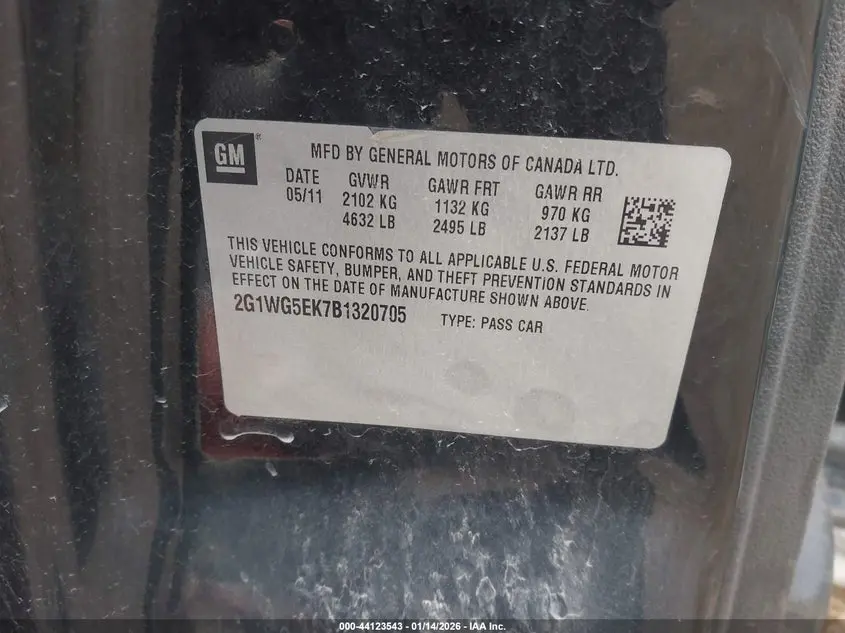 GM ®
MFD BY GENERAL MOTORS OF CANADA LTD.
DATE GVWR GAWR FRT GAWR RR
05/11 2102 KG 1132 KG 970 KG
4632 LB 2495 LB 2137 LB
THIS VEHICLE CONFORMS TO ALL APPLICABLE U.S. FEDERAL MOTOR
VEHICLE SAFETY, BUMPER, AND THEFT PREVENTION STANDARDS IN
EFFECT ON THE DATE OF MANUFACTURE SHOWN ABOVE.
2G1WG5EK7B1320705 TYPE: PASS CAR
000-44123543 - 01/14/2026 - IAA Inc.